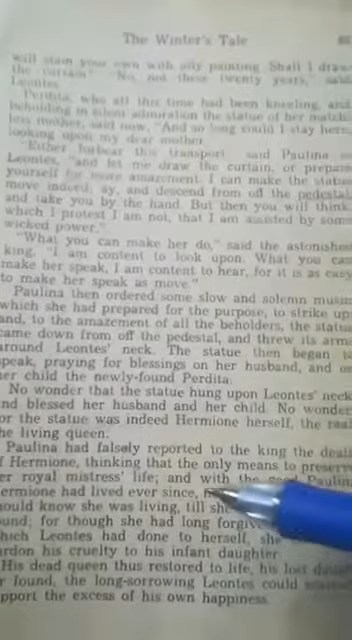 The Winter's Tale
will stain your own with oily painting. Shall I draw
the curtain?" "No, not these twenty years," said
Leontes.
Perdita, who all this time had been kneeling, and
beholding in silent admiration the statue of her match-
less mother, said now, "And so long could I stay here,
looking upon my dear mother."
"Either forbear this transport," said Paulina to
Leontes, "and let me draw the curtain, or prepare
yourself for more amazement. I can make the statue
move indeed; ay, and descend from off the pedestal,
and take you by the hand. But then you will think,
which I protest I am not, that I am assisted by some
wicked power."
"What you can make her do," said the astonished
king, "I am content to look upon. What you can
make her speak, I am content to hear; for it is as easy
to make her speak as move."
Paulina then ordered some slow and solemn music,
which she had prepared for the purpose, to strike up;
and, to the amazement of all the beholders, the statue
came down from off the pedestal, and threw its arms
around Leontes' neck. The statue then began to
speak, praying for blessings on her husband, and on
her child the newly-found Perdita.
No wonder that the statue hung upon Leontes' neck
and blessed her husband and her child. No wonder
for the statue was indeed Hermione herself, the real
the living queen.
Paulina had falsely reported to the king the death
of Hermione, thinking that the only means to preserve
her royal mistress' life; and with the good Paulina
Hermione had lived ever since,
should know she was living, till she
ound; for though she had long forgive
which Leontes had done to herself, she
ardon his cruelty to his infant daughter.
His dead queen thus restored to life, his lost
r found, the long-sorrowing Leontes could
pport the excess of his own happiness.